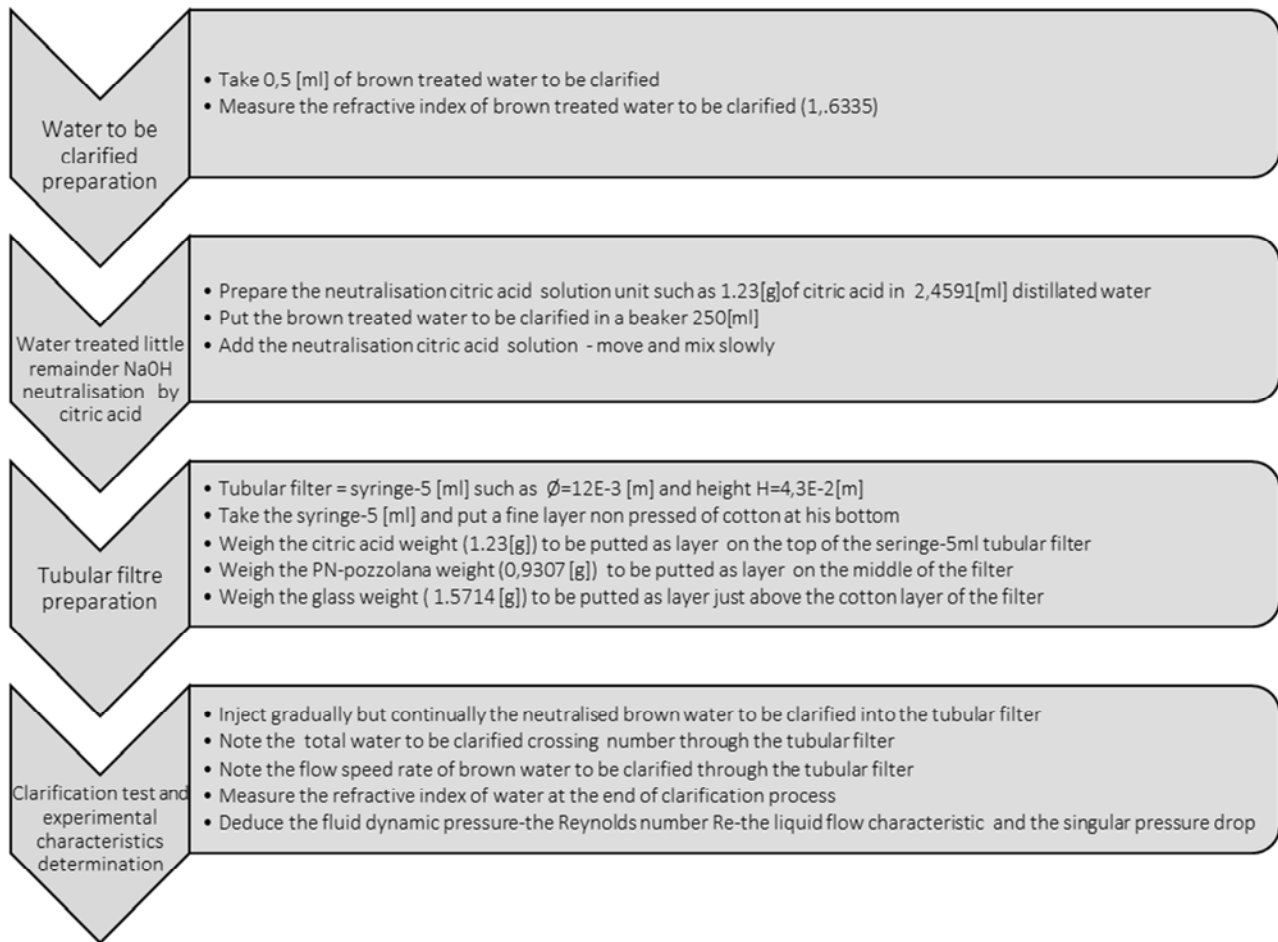 Water to be
clarified
preparation
• Take 0,5 [ml] of brown treated water to be clarified
• Measure the refractive index of brown treated water to be clarified (1,.6335)
Water treated little
remainder NaOH
neutralisation by
citric acid
• Prepare the neutralisation citric acid solution unit such as 1.23[g]of citric acid in 2,4591[ml] distillated water
• Put the brown treated water to be clarified in a beaker 250[ml]
• Add the neutralisation citric acid solution - move and mix slowly
Tubular filtre
preparation
• Tubular filter = syringe-5 [ml] such as Ø=12E-3 [m] and height H=4,3E-2[m]
• Take the syringe-5 [ml] and put a fine layer non pressed of cotton at his bottom
• Weigh the citric acid weight (1.23[g]) to be putted as layer on the top of the seringe-5ml tubular filter
• Weigh the PN-pozzolana weight (0,9307 [g]) to be putted as layer on the middle of the filter
• Weigh the glass weight ( 1.5714 [g]) to be putted as layer just above the cotton layer of the filter
Clarification test and
experimental
characteristics
determination
• Inject gradually but continually the neutralised brown water to be clarified into the tubular filter
• Note the total water to be clarified crossing number through the tubular filter
• Note the flow speed rate of brown water to be clarified through the tubular filter
• Measure the refractive index of water at the end of clarification process
• Deduce the fluid dynamic pressure-the Reynolds number Re-the liquid flow characteristic and the singular pressure drop